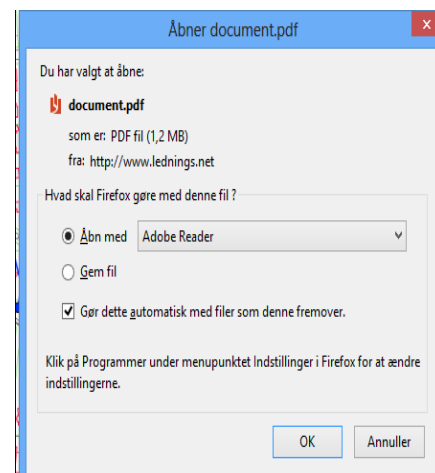 Åbner document.pdf
x
Du har valgt at åbne:
document.pdf
som er: PDF fil (1,2 MB)
fra: http://www.lednings.net
Hvad skal Firefox gøre med denne fil ?
Åbn med Adobe Reader
Gem fil
Gør dette automatisk med filer som denne fremover.
Klik på Programmer under menupunktet Indstillinger i Firefox for at ændre
indstillingerne.
OK Annuller